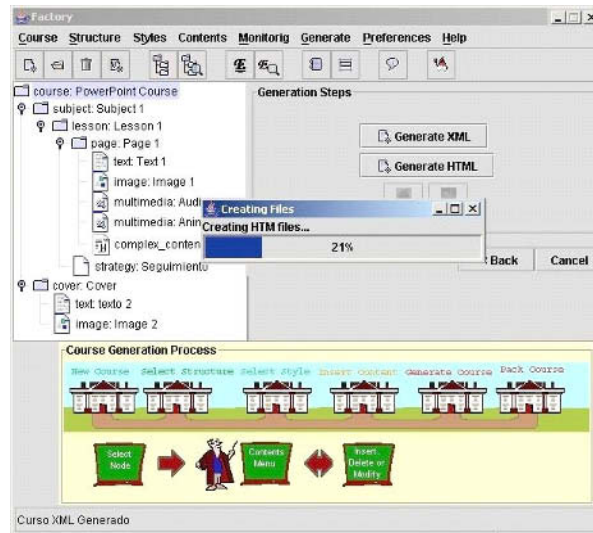 Factory
Course Structure Styles Contents Monitorig Generate Preferences Help
course: PowerPoint Course
subject: Subject 1
lesson: Lesson 1
page: Page 1
text: Text 1
image: Image 1
multimedia: Audi
multimedia: Anin
complex_conten
strategy: Seguimiento
cover: Cover
text: texto 2
image: Image 2
Generation Steps
Generate XML
Generate HTML
Creating Files
Creating HTM files...
21%
Back Cancel
Course Generation Process
New Course Select Structure Select Style Insert Content Generate Course Pack Course
Select
Node
Contents
Menu
Insert,
Delete or
Modify
Curso XML Generado